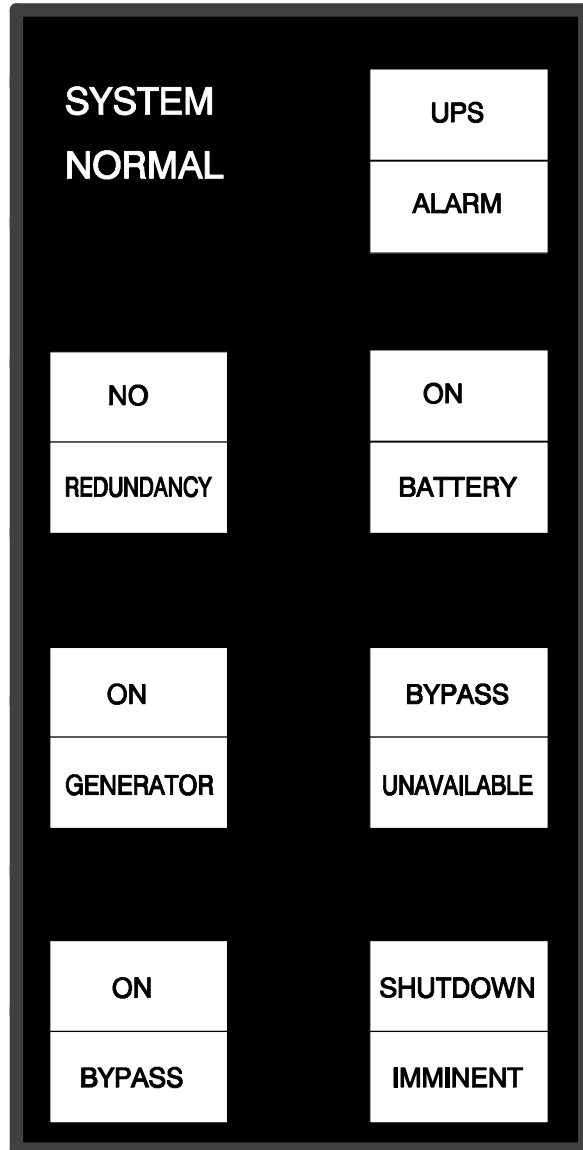 SYSTEM
NORMAL
UPS
ALARM
NO
REDUNDANCY
ON
BATTERY
ON
GENERATOR
BYPASS
UNAVAILABLE
ON
BYPASS
SHUTDOWN
IMMINENT